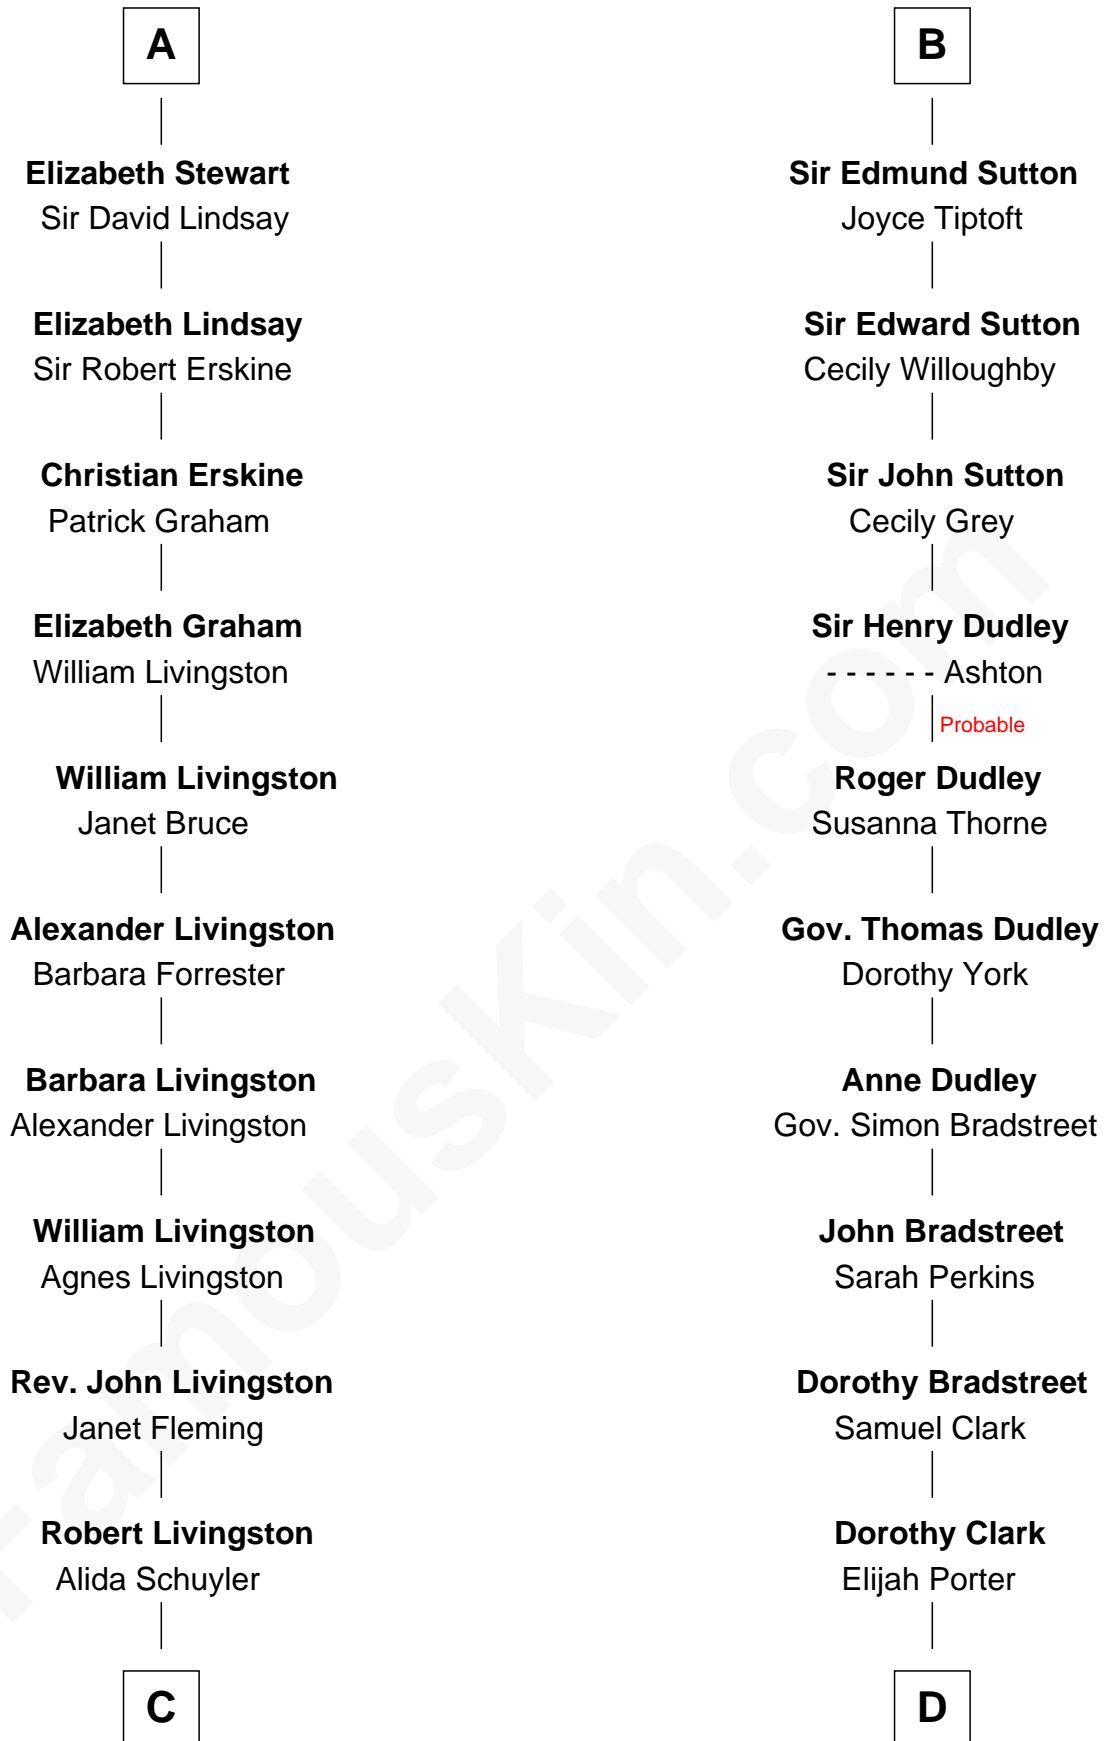 A
Elizabeth Stewart
Sir David Lindsay
Elizabeth Lindsay
Sir Robert Erskine
Christian Erskine
Patrick Graham
Elizabeth Graham
William Livingston
William Livingston
Janet Bruce
Alexander Livingston
Barbara Forrester
Barbara Livingston
Alexander Livingston
William Livingston
Agnes Livingston
Rev. John Livingston
Janet Fleming
Robert Livingston
Alida Schuyler
C
B
Sir Edmund Sutton
Joyce Tiptoft
Sir Edward Sutton
Cecily Willoughby
Sir John Sutton
Cecily Grey
Sir Henry Dudley
- - - - - - Ashton
Probable
Roger Dudley
Susanna Thorne
Gov. Thomas Dudley
Dorothy York
Anne Dudley
Gov. Simon Bradstreet
John Bradstreet
Sarah Perkins
Dorothy Bradstreet
Samuel Clark
Dorothy Clark
Elijah Porter
D
FamousKin.com